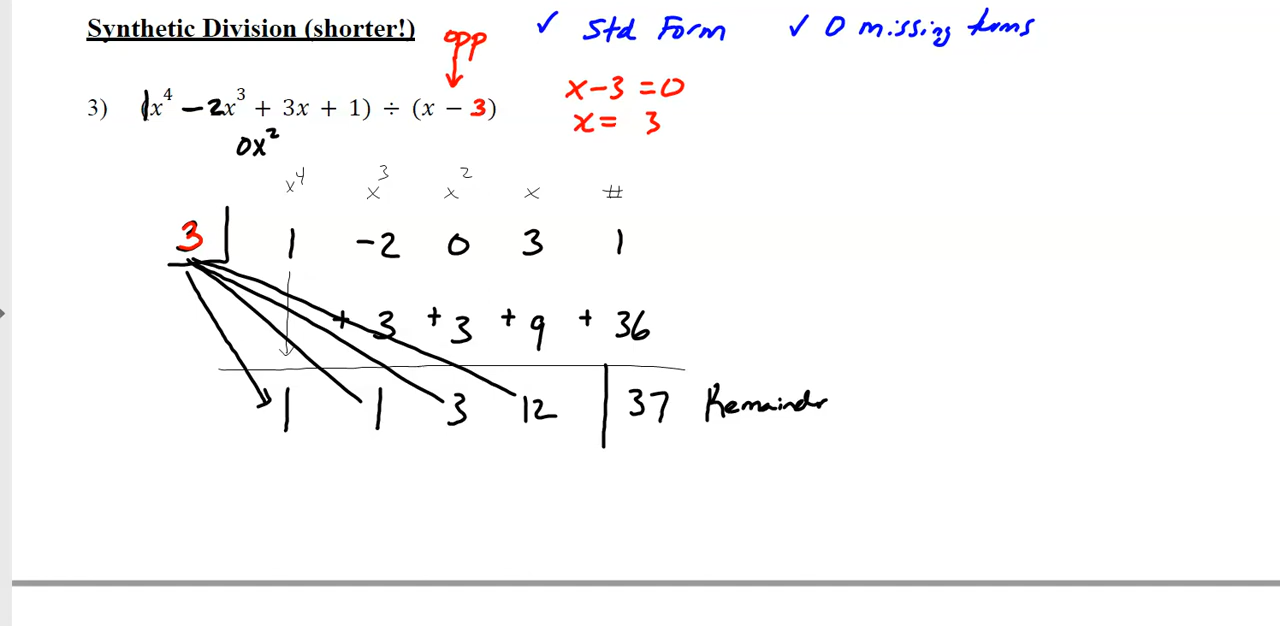 Synthetic Division (shorter!) opp ✓ Std Form ✓ 0 missing terms
3) (1x⁴ − 2x³ + 3x + 1) ÷ (x − 3) x−3 =0
0x² x= 3
x⁴ x³ x² x #
3 1 -2 0 3 1
+ 3 + 3 + 9 + 36
1 1 3 12 37 Remainder